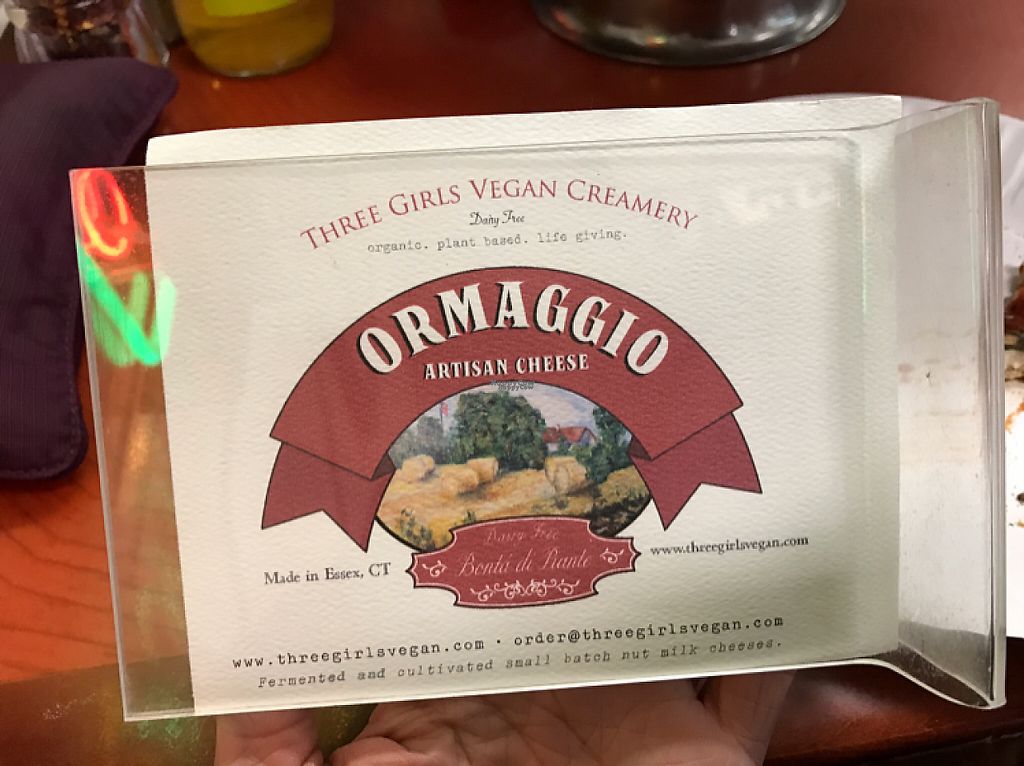 THREE GIRLS VEGAN CREAMERY
Dairy Free
organic. plant based. life giving.
ORMAGGIO
ARTISAN CHEESE
happycow
Dairy Free
Bontá di Piante
Made in Essex, CT
www.threegirlsvegan.com
www.threegirlsvegan.com · order@threegirlsvegan.com
Fermented and cultivated small batch nut milk cheeses.